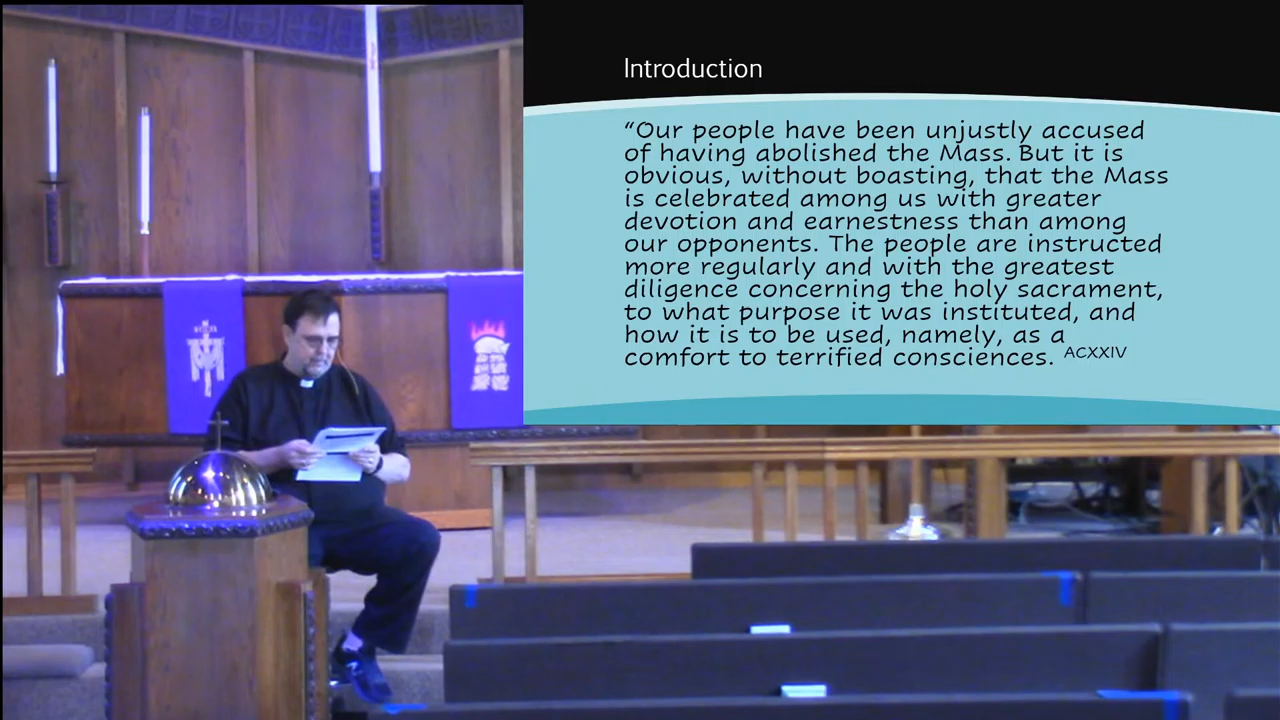 Introduction
“Our people have been unjustly accused
of having abolished the Mass. But it is
obvious, without boasting, that the Mass
is celebrated among us with greater
devotion and earnestness than among
our opponents. The people are instructed
more regularly and with the greatest
diligence concerning the holy sacrament,
to what purpose it was instituted, and
how it is to be used, namely, as a
comfort to terrified consciences. ACXXIV